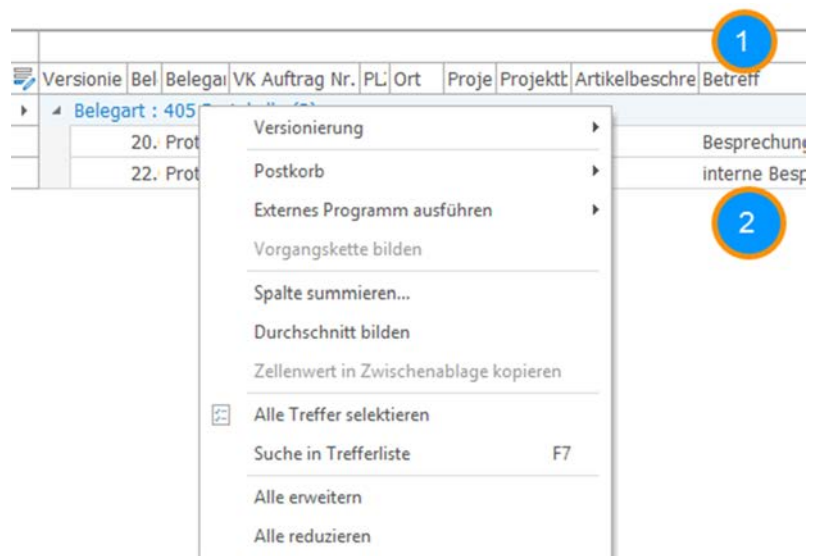 1
Versionie Bel Belegar VK Auftrag Nr. PL Ort Proje Projektb Artikelbeschre Betreff
Belegart : 405
20. Prot Besprechung
22. Prot interne Besp
2
Versionierung
Postkorb
Externes Programm ausführen
Vorgangskette bilden
Spalte summieren...
Durchschnitt bilden
Zellenwert in Zwischenablage kopieren
Alle Treffer selektieren
Suche in Trefferliste F7
Alle erweitern
Alle reduzieren